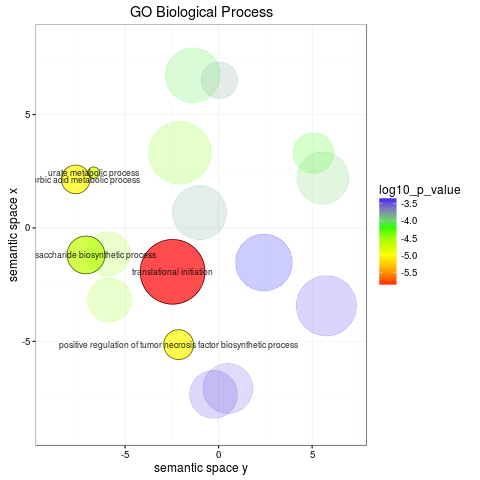 GO Biological Process
semantic space x
5
0
-5
urate metabolic process
orbic acid metabolic process
saccharide biosynthetic process
translational initiation
positive regulation of tumor necrosis factor biosynthetic process
-5
0
5
semantic space y
log10_p_value
-3.5
-4.0
-4.5
-5.0
-5.5